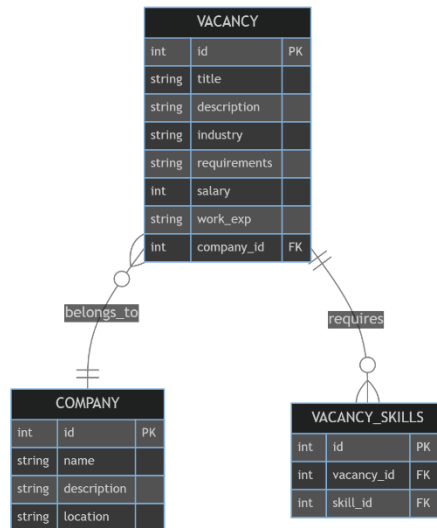 VACANCY
int id PK
string title
string description
string industry
string requirements
int salary
string work_exp
int company_id FK
belongs_to
requires
COMPANY
int id PK
string name
string description
string location
VACANCY_SKILLS
int id PK
int vacancy_id FK
int skill_id FK